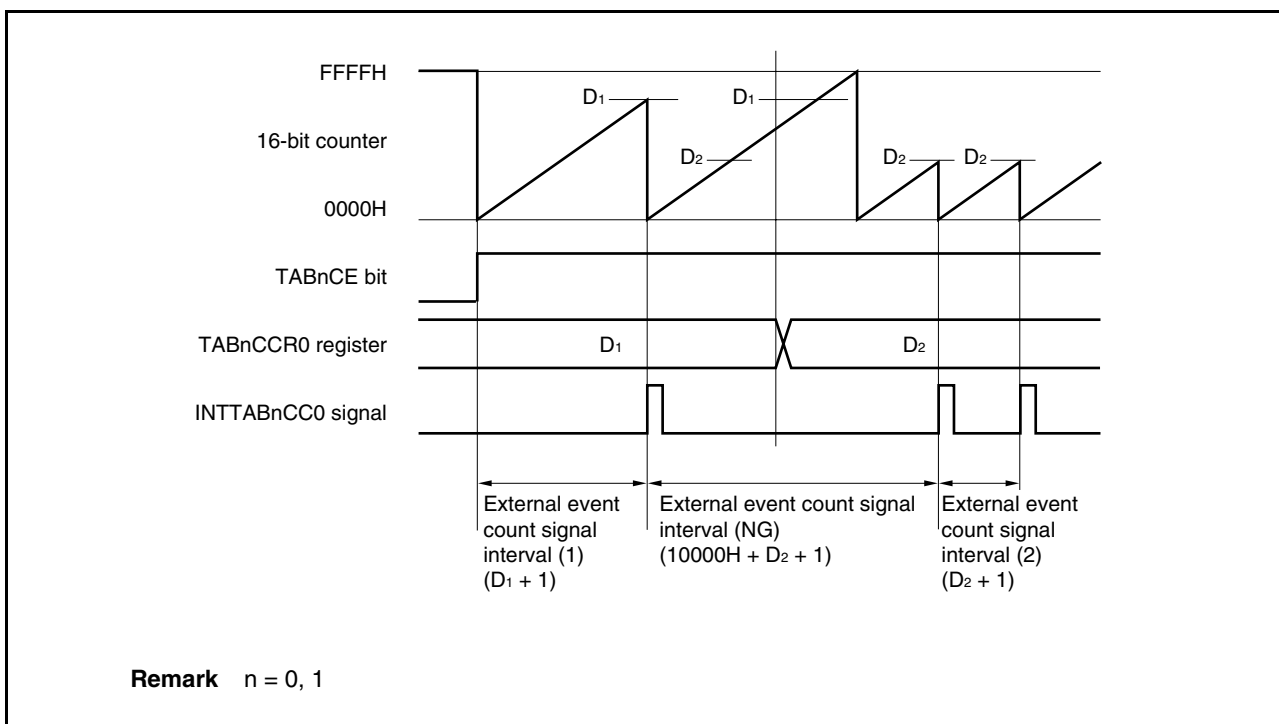 FFFFH
D1
D1
16-bit counter
D2
D2
D2
0000H
TABnCE bit
TABnCCR0 register
D1
D2
INTTABnCC0 signal
External event
count signal
interval (1)
(D1 + 1)
External event count signal
interval (NG)
(10000H + D2 + 1)
External event
count signal
interval (2)
(D2 + 1)
Remark n = 0, 1